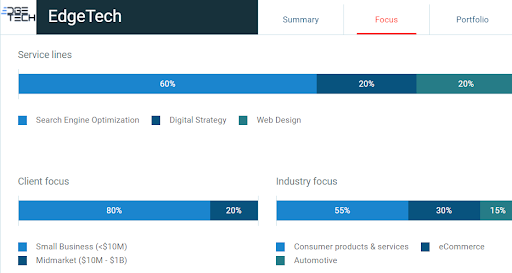 EDGE
TECH
EdgeTech
Summary
Focus
Portfolio
Service lines
60%
20%
20%
Search Engine Optimization
Digital Strategy
Web Design
Client focus
80%
20%
Small Business (<$10M)
Midmarket ($10M - $1B)
Industry focus
55%
30%
15%
Consumer products & services
eCommerce
Automotive